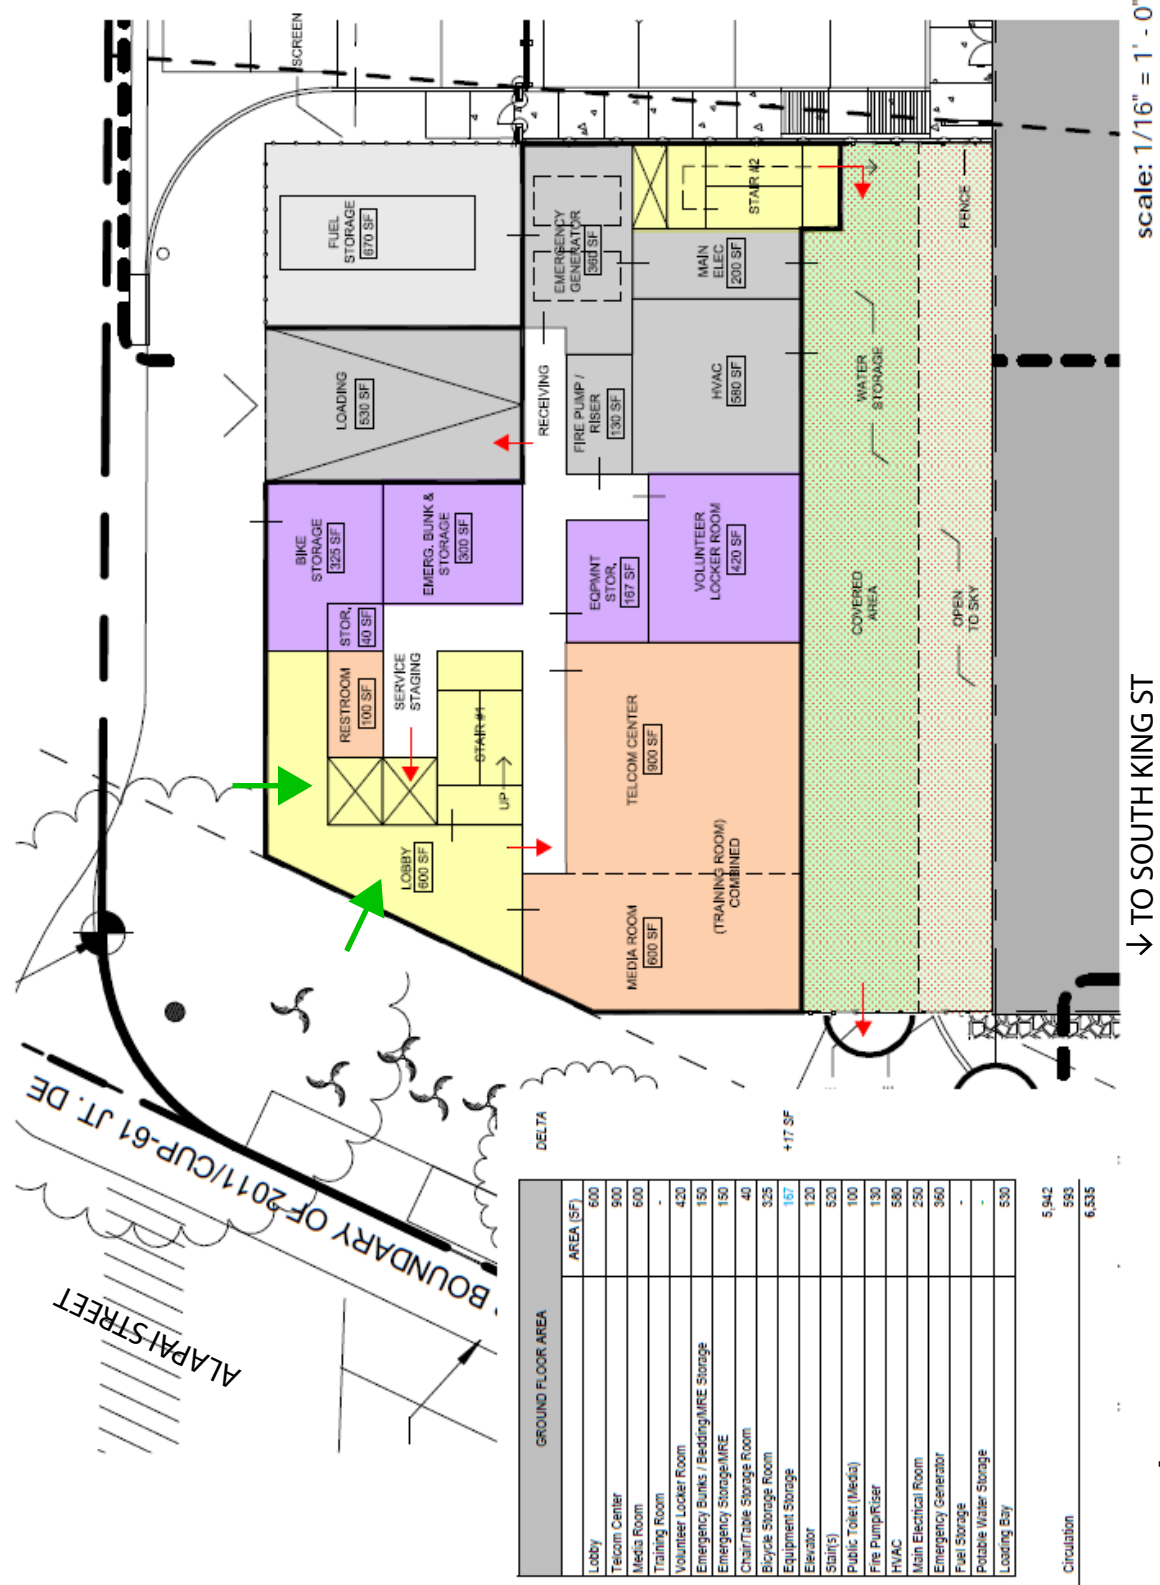 SCREEN
FUEL
STORAGE
670 SF
LOADING
530 SF
BIKE
STORAGE
325 SF
EMERG. BUNK &
STORAGE
300 SF
STOR,
40 SF
RESTROOM
100 SF
SERVICE
STAGING
STAIR #1
UP
LOBBY
600 SF
EMERGENCY
GENERATOR
360 SF
STAIR #2
MAIN
ELEC
200 SF
RECEIVING
FIRE PUMP /
RISER
130 SF
HVAC
580 SF
EQPMNT
STOR,
167 SF
VOLUNTEER
LOCKER ROOM
420 SF
TELCOM CENTER
900 SF
MEDIA ROOM
600 SF
(TRAINING ROOM)
COMBINED
WATER
STORAGE
COVERED
AREA
OPEN
TO SKY
FENCE
scale: 1/16" = 1' - 0"
↓ TO SOUTH KING ST
BOUNDARY OF 2011/CUP-61 JT. DE
ALAPAI STREET
GROUND FLOOR AREA
AREA (SF) DELTA
Lobby 600
Telcom Center 900
Media Room 600
Training Room -
Volunteer Locker Room 420
Emergency Bunks / Bedding/MRE Storage 150
Emergency Storage/MRE 150
Chair/Table Storage Room 40
Bicycle Storage Room 325
Equipment Storage 167 +17 SF
Elevator 120
Stair(s) 520
Public Toilet (Media) 100
Fire Pump/Riser 130
HVAC 580
Main Electrical Room 250
Emergency Generator 360
Fuel Storage -
Potable Water Storage -
Loading Bay 530
5,942
Circulation 593
6,535